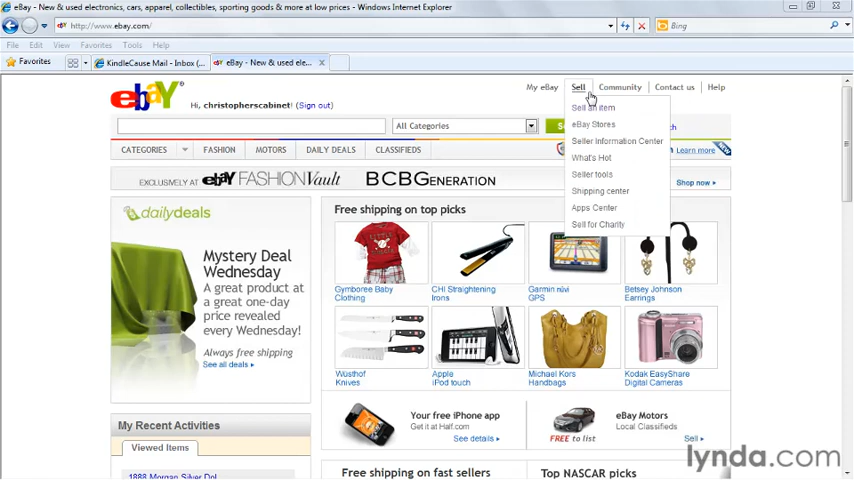 eBay - New & used electronics, cars, apparel, collectibles, sporting goods & more at low prices - Windows Internet Explorer
http://www.ebay.com/
Bing
File Edit View Favorites Tools Help
Favorites
KindleCause Mail - Inbox (...
eBay - New & used ele...
My eBay Sell Community Contact us Help
ebay
Hi, christopherscabinet! (Sign out)
Sell an item
eBay Stores
Seller Information Center
What's Hot
Seller tools
Shipping center
Apps Center
Sell for Charity
All Categories
CATEGORIES FASHION MOTORS DAILY DEALS CLASSIFIEDS
Learn more
EXCLUSIVELY AT ebay FASHION Vault BCBGENERATION
Shop now
dailydeals
Mystery Deal
Wednesday
A great product at
a great one-day
price revealed
every Wednesday!
Always free shipping
See all deals
Free shipping on top picks
Gymboree Baby
Clothing
CHI Straightening
Irons
Garmin nüvi
GPS
Betsey Johnson
Earrings
Wüsthof
Knives
Apple
iPod touch
Michael Kors
Handbags
Kodak EasyShare
Digital Cameras
Your free iPhone app
Get it at Half.com
See details
eBay Motors
Local Classifieds
FREE to list
Sell
My Recent Activities
Viewed Items
1888 Morgan Silver Dol
Free shipping on fast sellers
Top NASCAR picks
lynda.com